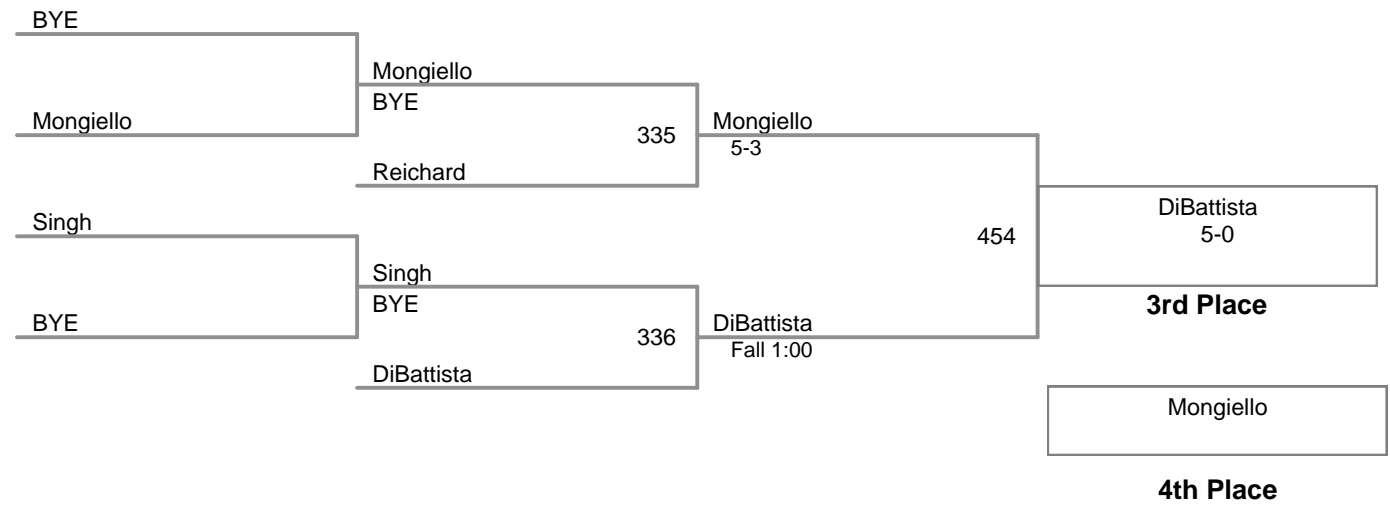 BYE
Mongiello
BYE
Mongiello
335
Mongiello
5-3
Reichard
DiBattista
5-0
Singh
454
Singh
BYE
3rd Place
BYE
336
DiBattista
Fall 1:00
DiBattista
Mongiello
4th Place